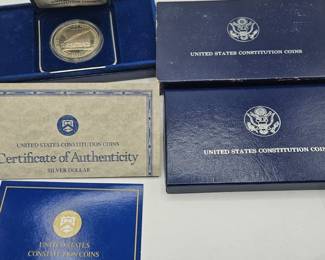 UNITED STATES CONSTITUTION COINS
UNITED STATES CONSTITUTION COINS
UNITED STATES CONSTITUTION COINS
Certificate of Authenticity
SILVER DOLLAR
UNITED STATES
CONSTITUTION COINS